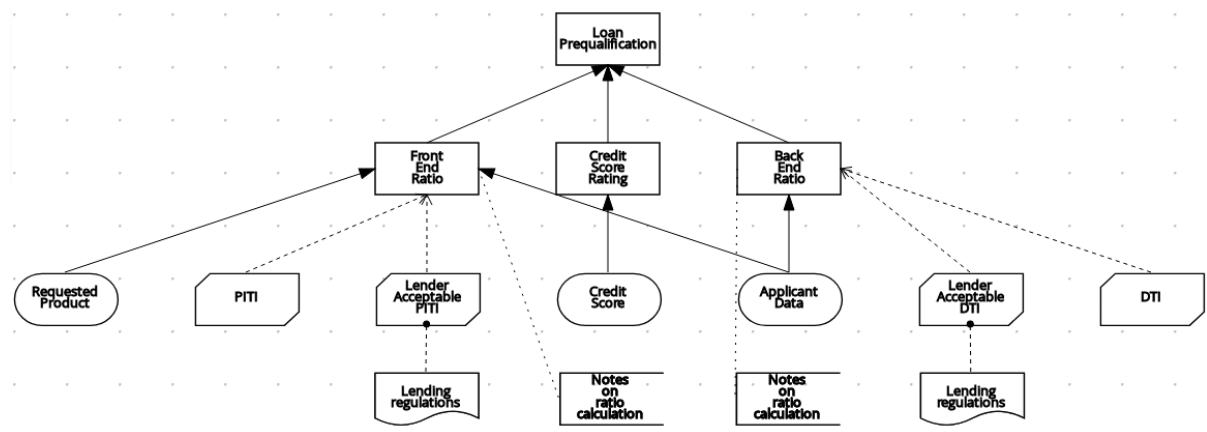 Loan
Prequalification
Front
End
Ratio
Credit
Score
Rating
Back
End
Ratio
Requested
Product
PITI
Lender
Acceptable
PITI
Credit
Score
Applicant
Data
Lender
Acceptable
DTI
DTI
Lending
regulations
Notes
on
ratio
calculation
Notes
on
ratio
calculation
Lending
regulations